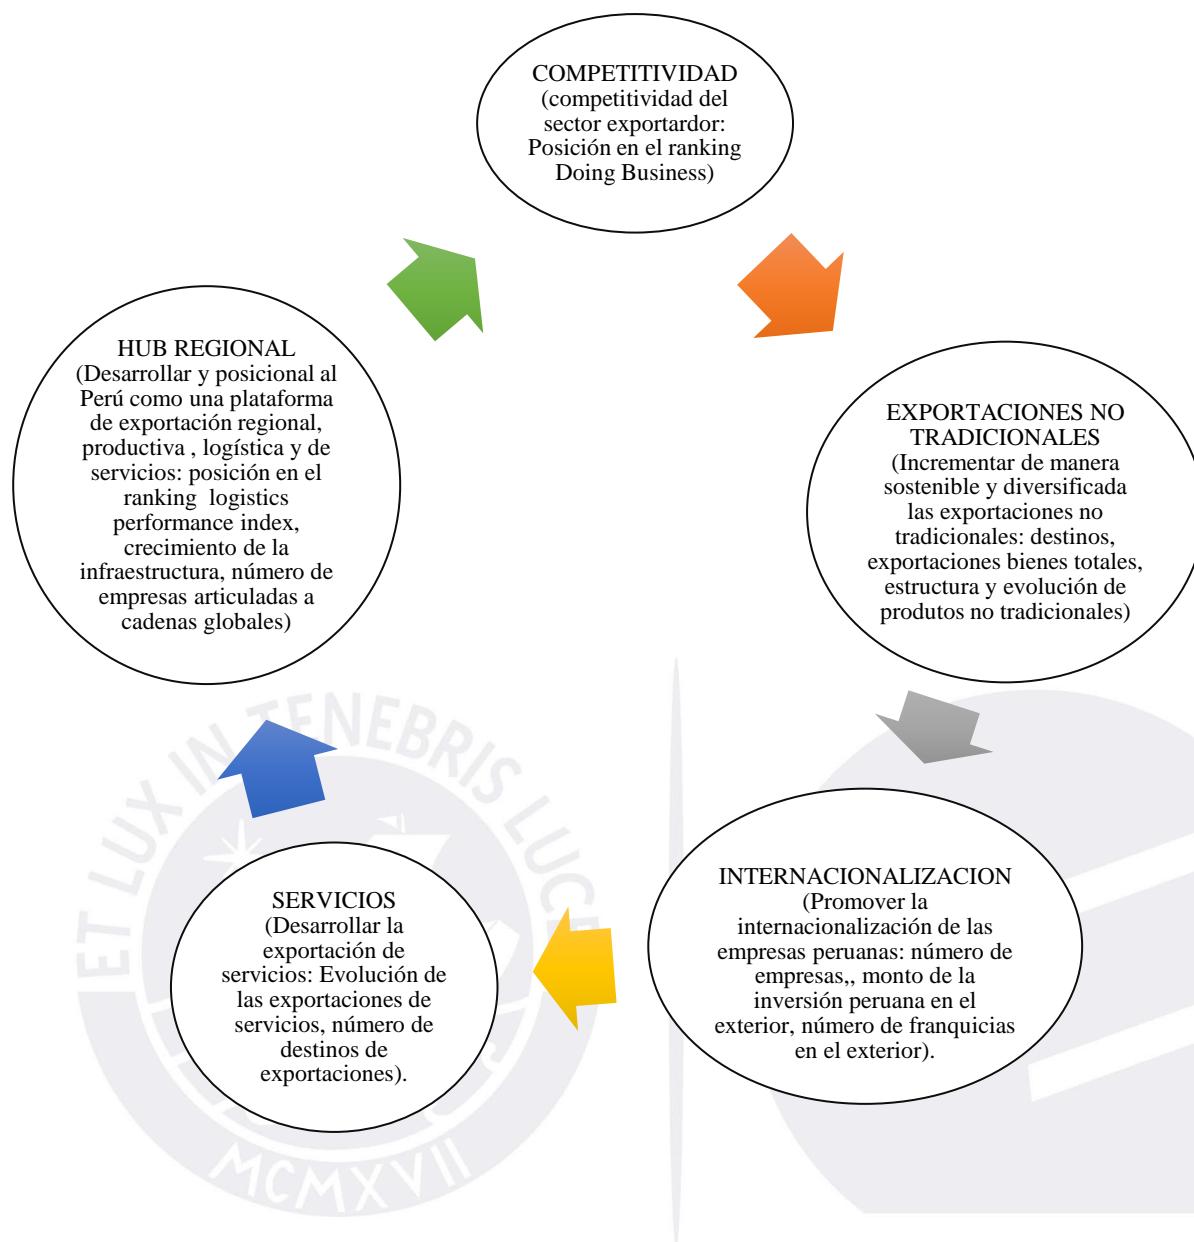 COMPETITIVIDAD
(competitividad del
sector exportardor:
Posición en el ranking
Doing Business)
EXPORTACIONES NO
TRADICIONALES
(Incrementar de manera
sostenible y diversificada
las exportaciones no
tradicionales: destinos,
exportaciones bienes totales,
estructura y evolución de
produtos no tradicionales)
INTERNACIONALIZACION
(Promover la
internacionalización de las
empresas peruanas: número de
empresas,, monto de la
inversión peruana en el
exterior, número de franquicias
en el exterior).
SERVICIOS
(Desarrollar la
exportación de
servicios: Evolución de
las exportaciones de
servicios, número de
destinos de
exportaciones).
HUB REGIONAL
(Desarrollar y posicional al
Perú como una plataforma
de exportación regional,
productiva , logística y de
servicios: posición en el
ranking logistics
performance index,
crecimiento de la
infraestructura, número de
empresas articuladas a
cadenas globales)
ET LUX IN TENEBRIS LUCE
MCMXVII